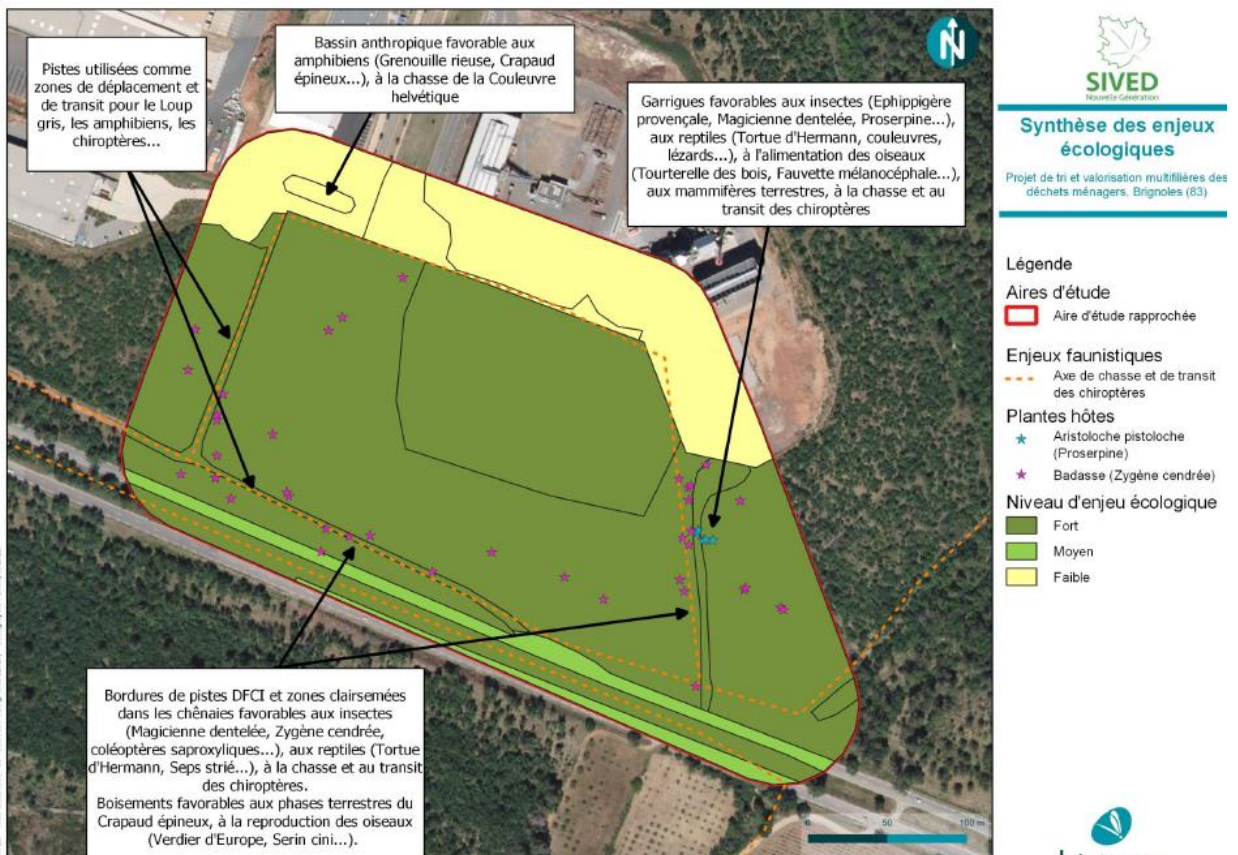 Pistes utilisées comme
zones de déplacement et
de transit pour le Loup
gris, les amphibiens, les
chiroptères...
Bassin anthropique favorable aux
amphibiens (Grenouille rieuse, Crapaud
épineux...), à la chasse de la Couleuvre
helvétique
Garrigues favorables aux insectes (Ephippigère
provençale, Magicienne dentelée, Proserpine...),
aux reptiles (Tortue d'Hermann, couleuvres,
lézards...), à l'alimentation des oiseaux
(Tourterelle des bois, Fauvette mélanocéphale...),
aux mammifères terrestres, à la chasse et au
transit des chiroptères
Bordures de pistes DFCI et zones clairsemées
dans les chênaies favorables aux insectes
(Magicienne dentelée, Zygène cendrée,
coléoptères saproxyliques...), aux reptiles (Tortue
d'Hermann, Seps strié...), à la chasse et au transit
des chiroptères.
Boisements favorables aux phases terrestres du
Crapaud épineux, à la reproduction des oiseaux
(Verdier d'Europe, Serin cini...).
N
0 50 100 m
SIVED
Nouvelle Génération
Synthèse des enjeux
écologiques
Projet de tri et valorisation multifilières des
déchets ménagers. Brignoles (83)
Légende
Aires d'étude
Aire d'étude rapprochée
Enjeux faunistiques
Axe de chasse et de transit
des chiroptères
Plantes hôtes
Aristoloche pistoloche
(Proserpine)
Badasse (Zygène cendrée)
Niveau d'enjeu écologique
Fort
Moyen
Faible